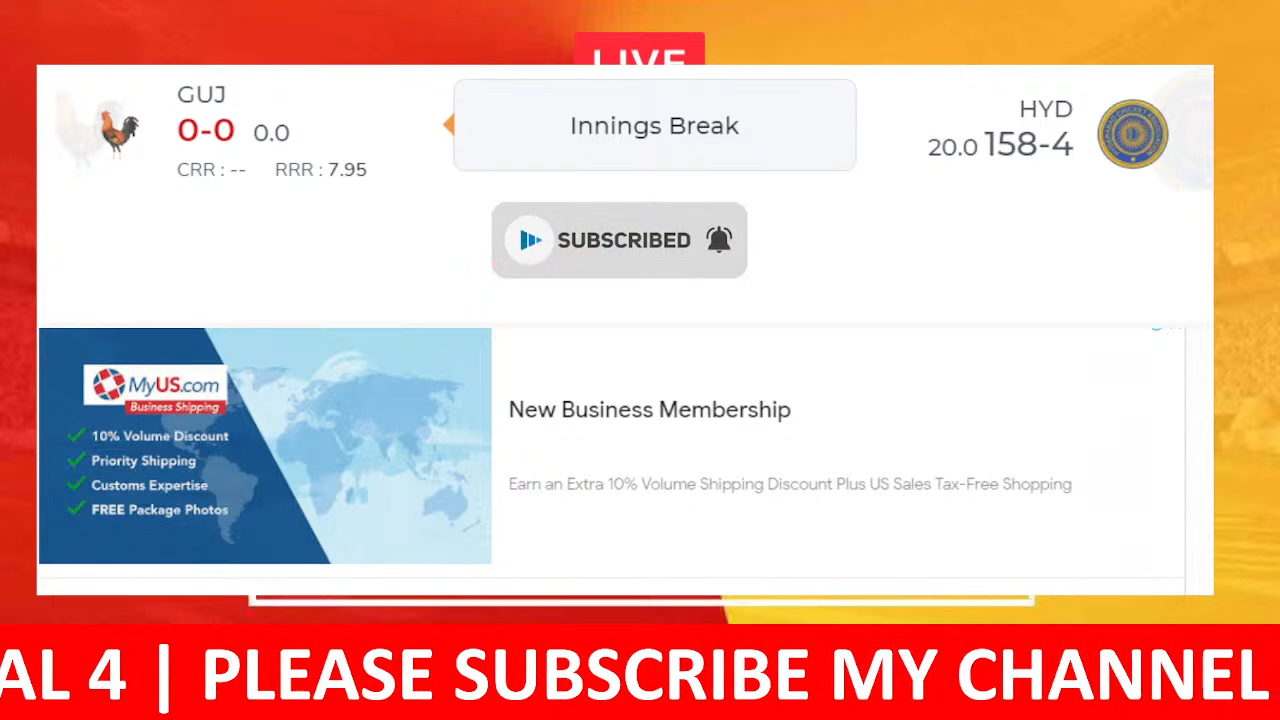 LIVE
GUJ
0-0 0.0
CRR : -- RRR : 7.95
Innings Break
HYD
20.0 158-4
SUBSCRIBED
MyUS.com
Business Shipping
10% Volume Discount
Priority Shipping
Customs Expertise
FREE Package Photos
New Business Membership
Earn an Extra 10% Volume Shipping Discount Plus US Sales Tax-Free Shopping
AL 4 | PLEASE SUBSCRIBE MY CHANNEL